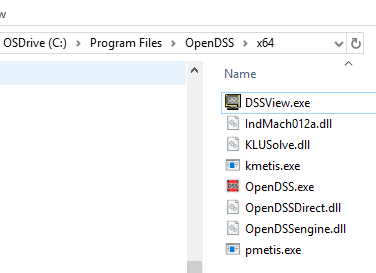 w
OSDrive (C:) > Program Files > OpenDSS > x64
Name
DSSView.exe
IndMach012a.dll
KLUSolve.dll
kmetis.exe
OpenDSS.exe
OpenDSSDirect.dll
OpenDSSengine.dll
pmetis.exe